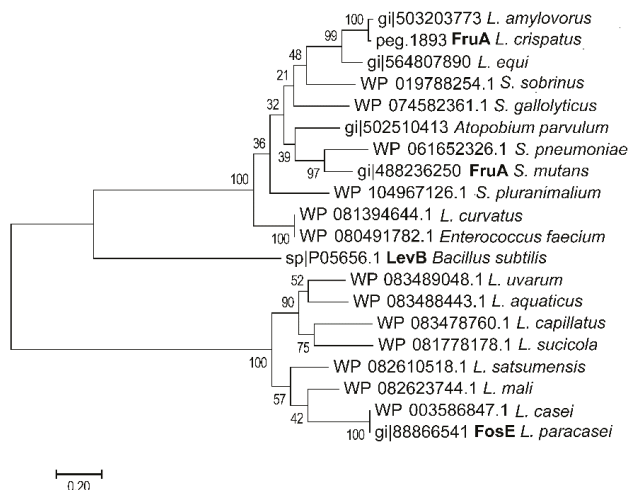 100 gi|503203773 L. amylovorus
99 peg.1893 FruA L. crispatus
48 gi|564807890 L. equi
21 WP 019788254.1 S. sobrinus
32 WP 074582361.1 S. gallolyticus
36 gi|502510413 Atopobium parvulum
39 WP 061652326.1 S. pneumoniae
97 gi|488236250 FruA S. mutans
100 WP 104967126.1 S. pluranimalium
WP 081394644.1 L. curvatus
100 WP 080491782.1 Enterococcus faecium
sp|P05656.1 LevB Bacillus subtilis
52 WP 083489048.1 L. uvarum
90 WP 083488443.1 L. aquaticus
WP 083478760.1 L. capillatus
75 WP 081778178.1 L. sucicola
100 WP 082610518.1 L. satsumensis
57 WP 082623744.1 L. mali
42 WP 003586847.1 L. casei
100 gi|88866541 FosE L. paracasei
0.20